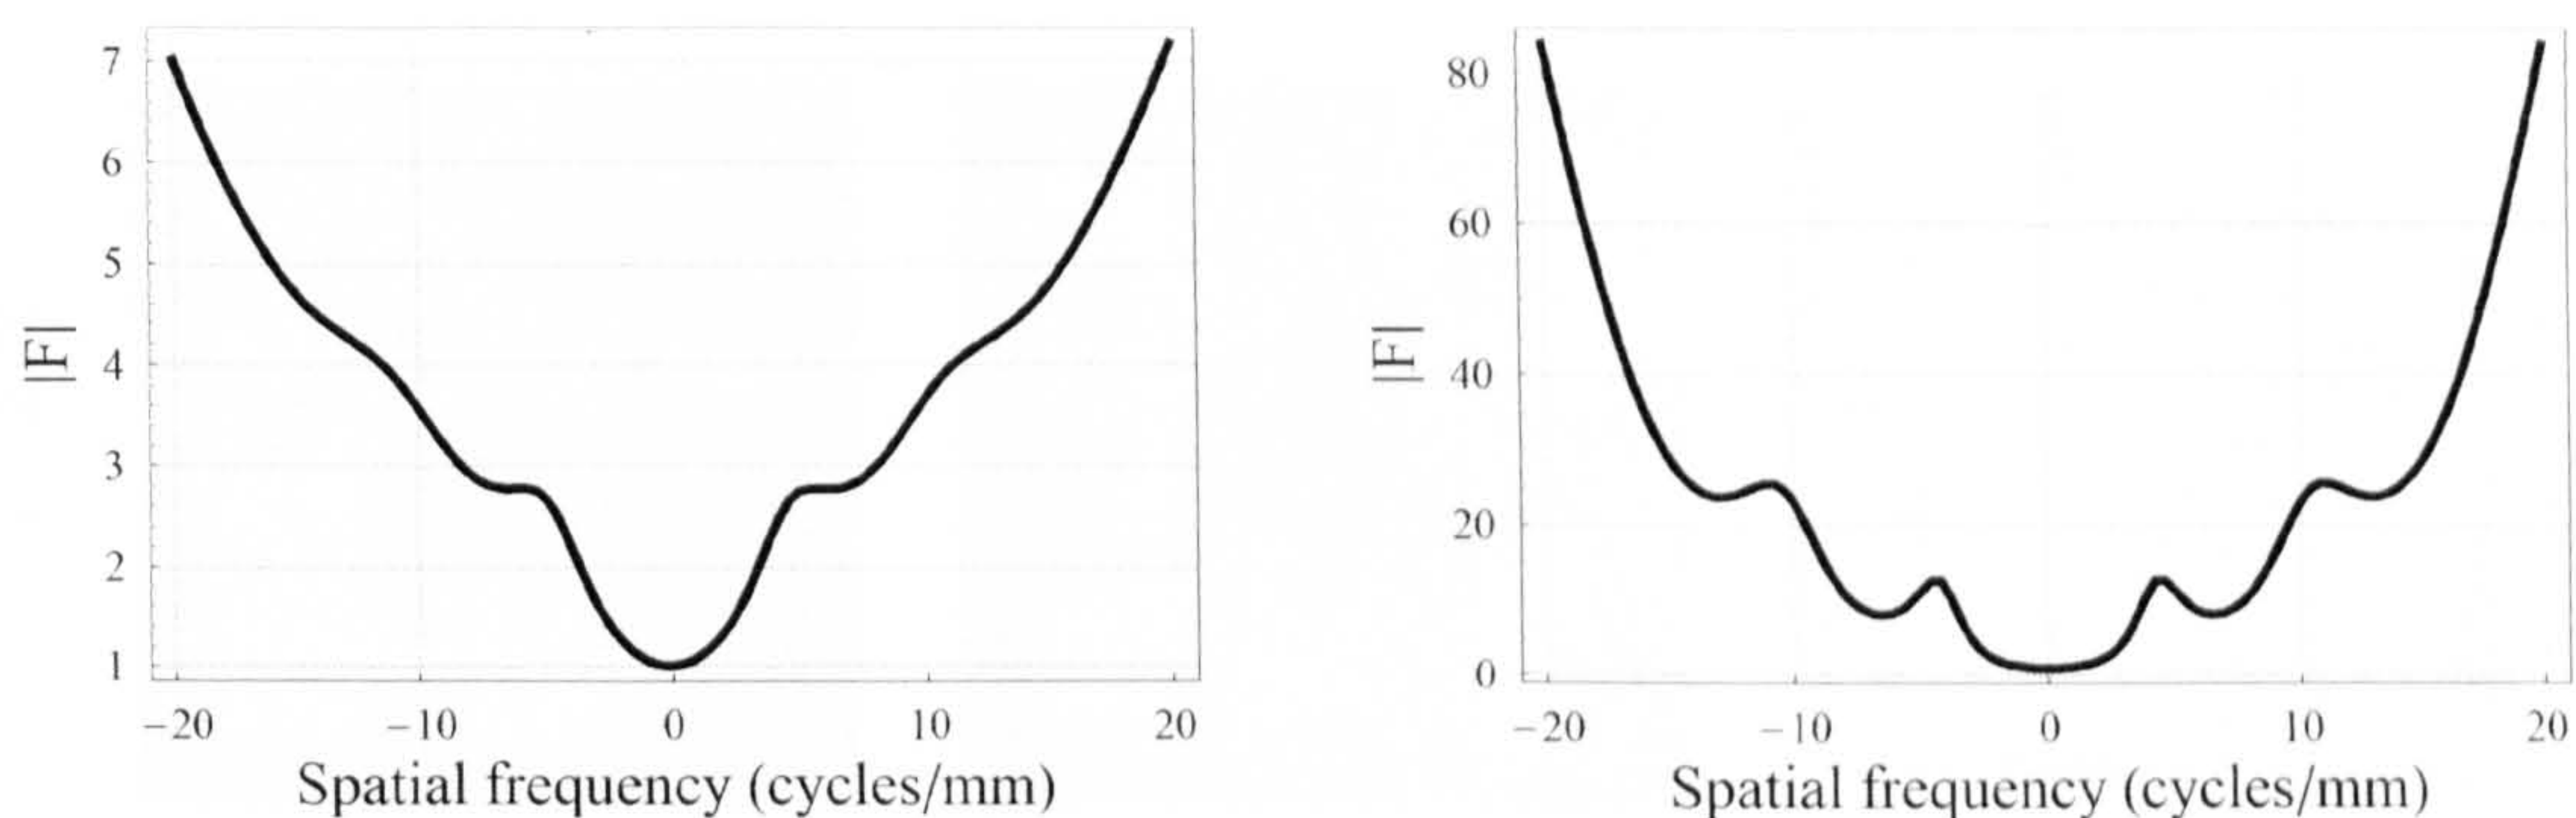 7
6
5
4
3
2
1
|F|
−20 −10 0 10 20
Spatial frequency (cycles/mm)
80
60
40
20
0
|F|
−20 −10 0 10 20
Spatial frequency (cycles/mm)